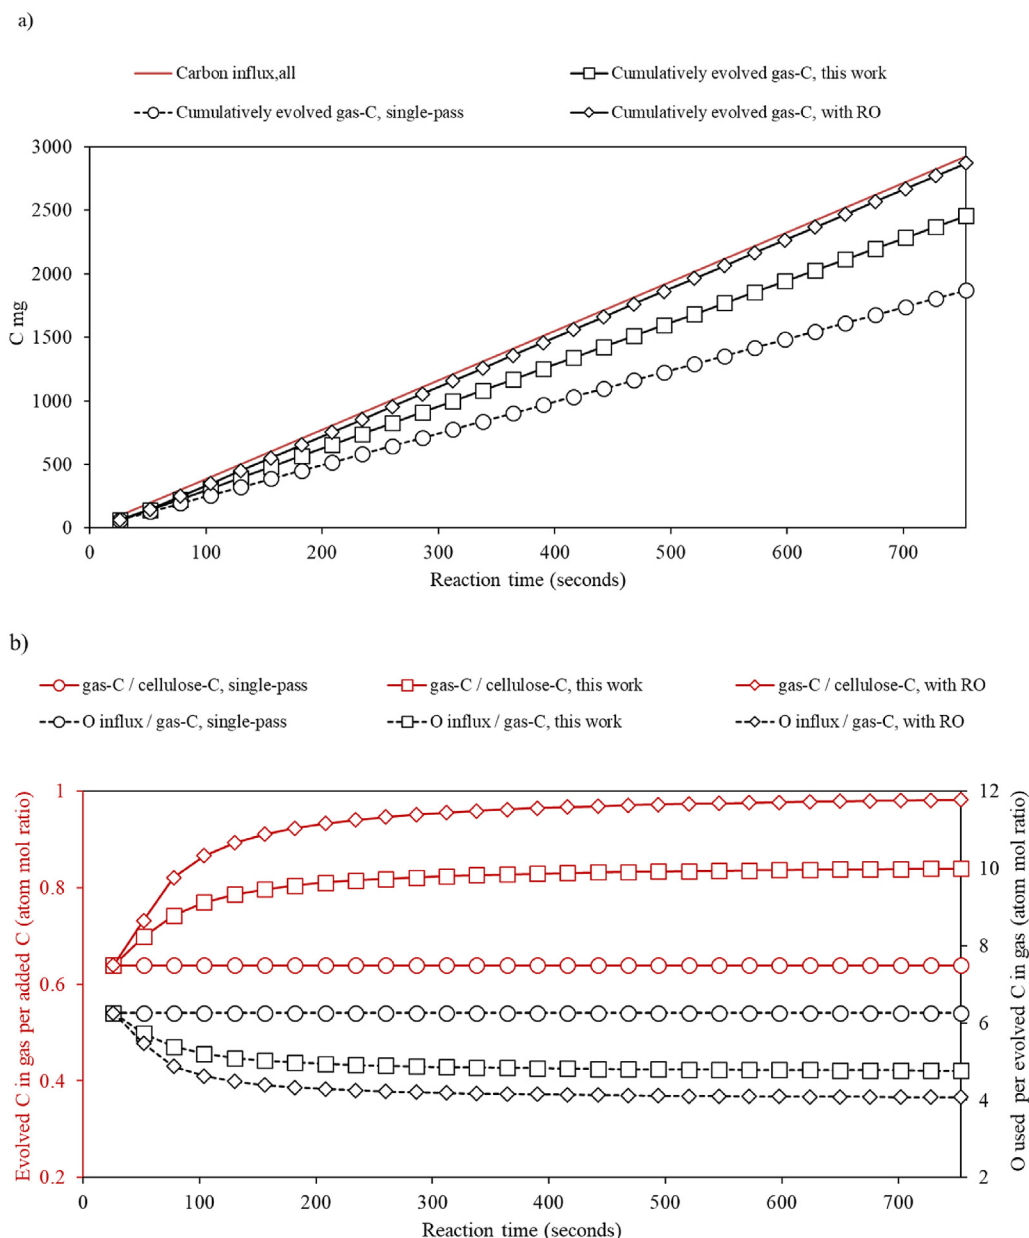 a)
Carbon influx,all
Cumulatively evolved gas-C, this work
Cumulatively evolved gas-C, single-pass
Cumulatively evolved gas-C, with RO
3000
2500
2000
1500
1000
500
0
C mg
0 100 200 300 400 500 600 700
Reaction time (seconds)
b)
gas-C / cellulose-C, single-pass
gas-C / cellulose-C, this work
gas-C / cellulose-C, with RO
O influx / gas-C, single-pass
O influx / gas-C, this work
O influx / gas-C, with RO
Evolved C in gas per added C (atom mol ratio)
1
0.8
0.6
0.4
0.2
12
10
8
6
4
2
O used per evolved C in gas (atom mol ratio)
0 100 200 300 400 500 600 700
Reaction time (seconds)